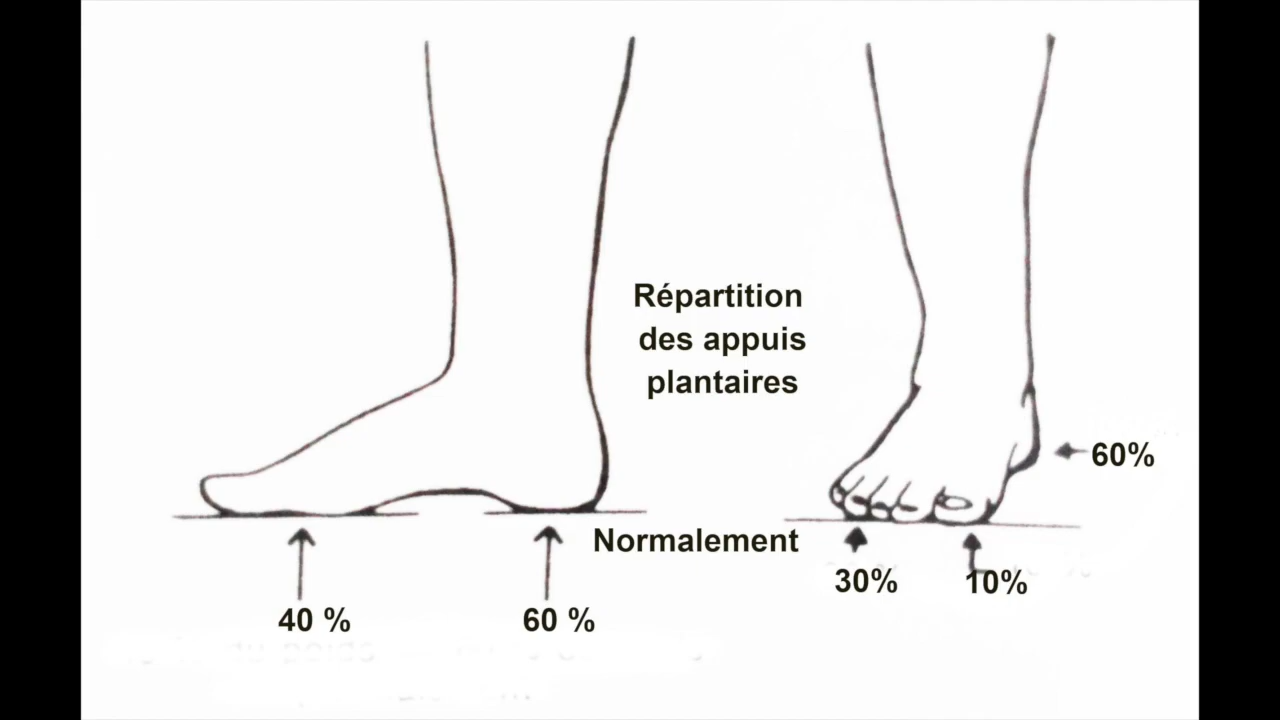 Répartition
des appuis
plantaires
60%
Normalement
30%
10%
40 %
60 %